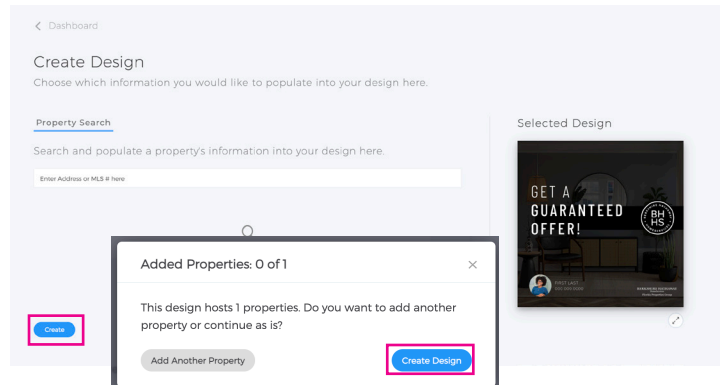 Dashboard
Create Design
Choose which information you would like to populate into your design here.
Property Search
Search and populate a property's information into your design here.
Enter Address or MLS # here
Create
Added Properties: 0 of 1
This design hosts 1 properties. Do you want to add another
property or continue as is?
Add Another Property
Create Design
Selected Design
GET A
GUARANTEED
OFFER!
BH
HS
FIRST LAST